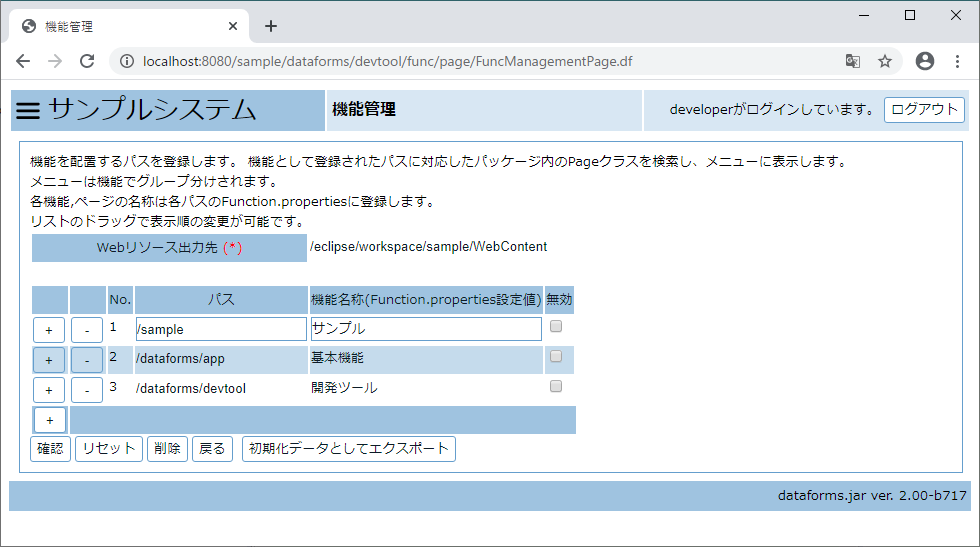 機能管理
localhost:8080/sample/dataforms/devtool/func/page/FuncManagementPage.df
サンプルシステム
機能管理
developerがログインしています。 ログアウト
機能を配置するパスを登録します。 機能として登録されたパスに対応したパッケージ内のPageクラスを検索し、メニューに表示します。
メニューは機能でグループ分けされます。
各機能,ページの名称は各パスのFunction.propertiesに登録します。
リストのドラッグで表示順の変更が可能です。
Webリソース出力先 (*) /eclipse/workspace/sample/WebContent
No. パス 機能名称(Function.properties設定値) 無効
+ - 1 /sample サンプル
+ - 2 /dataforms/app 基本機能
+ - 3 /dataforms/devtool 開発ツール
+
確認 リセット 削除 戻る 初期化データとしてエクスポート
dataforms.jar ver. 2.00-b717